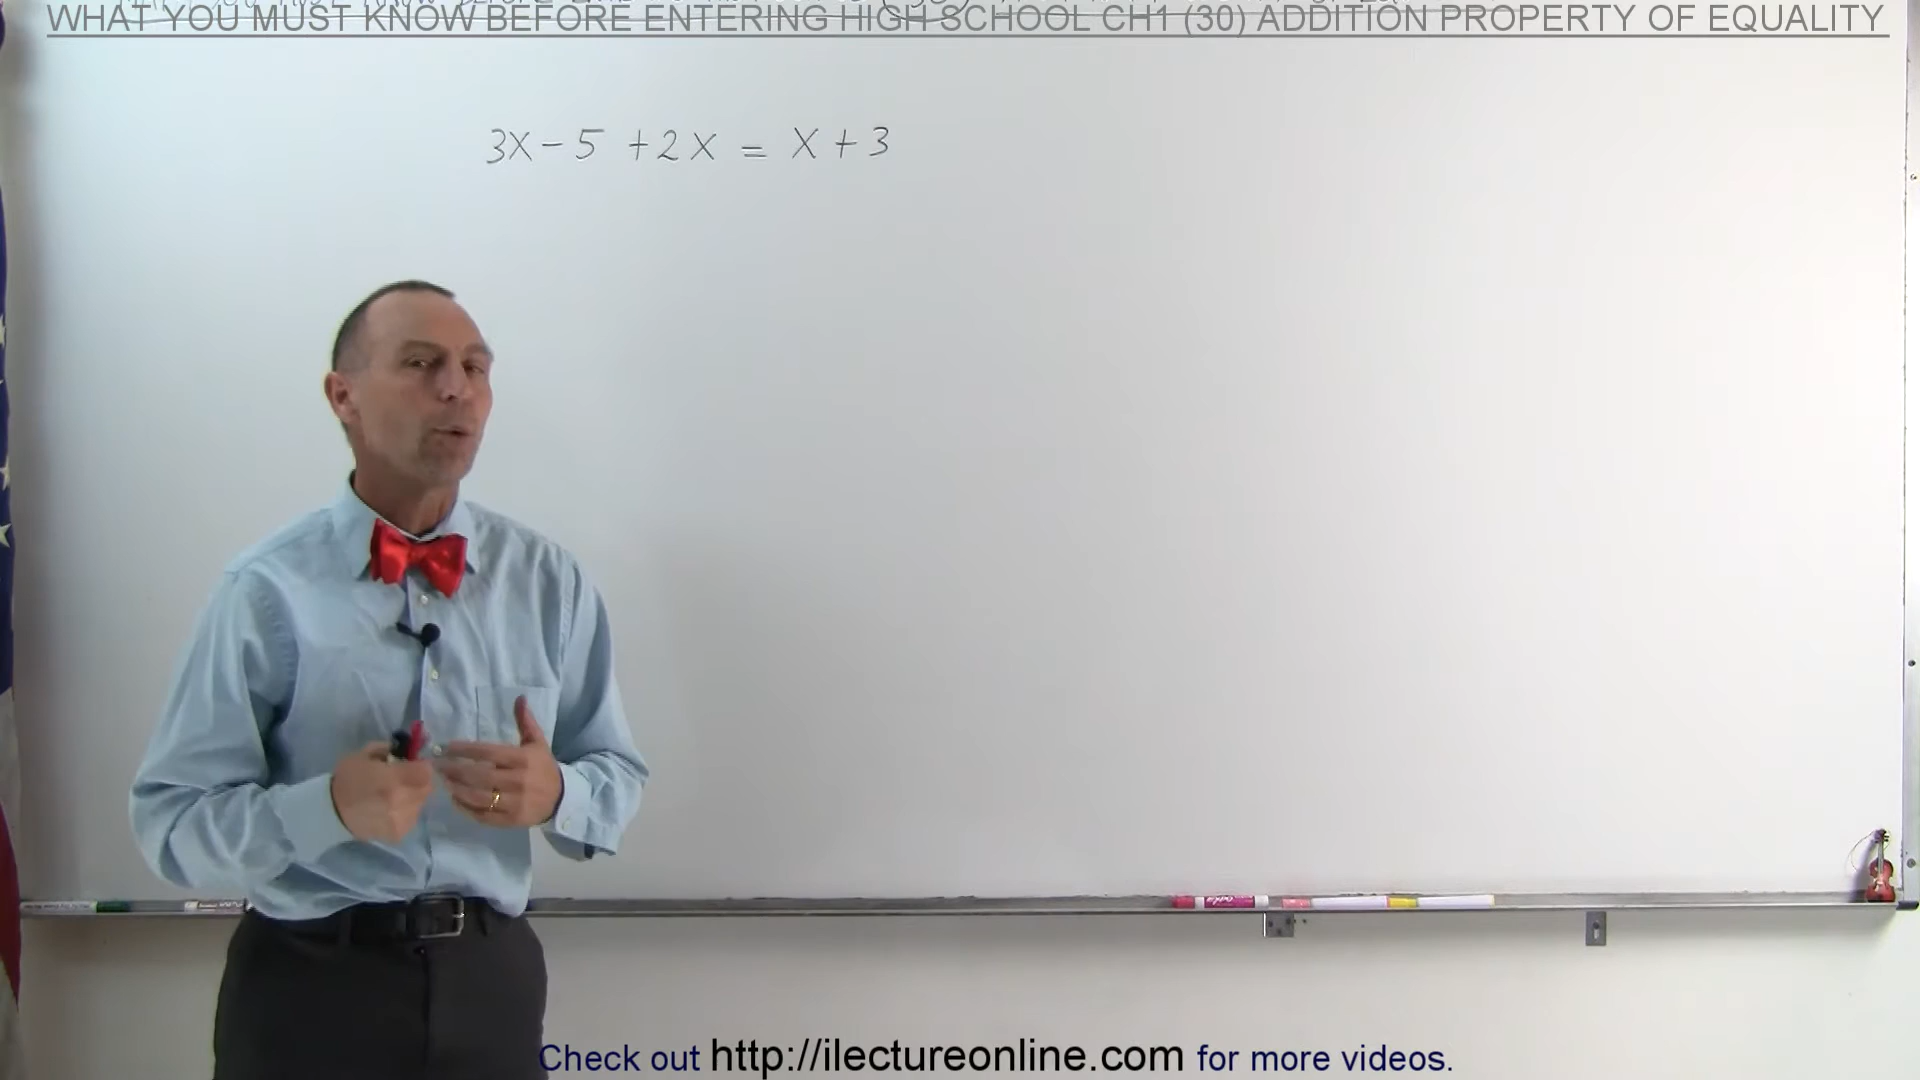 WHAT YOU MUST KNOW BEFORE ENTERING HIGH SCHOOL CH1 (30) ADDITION PROPERTY OF EQUALITY
3X - 5 + 2X = X + 3
Check out http://ilectureonline.com for more videos.